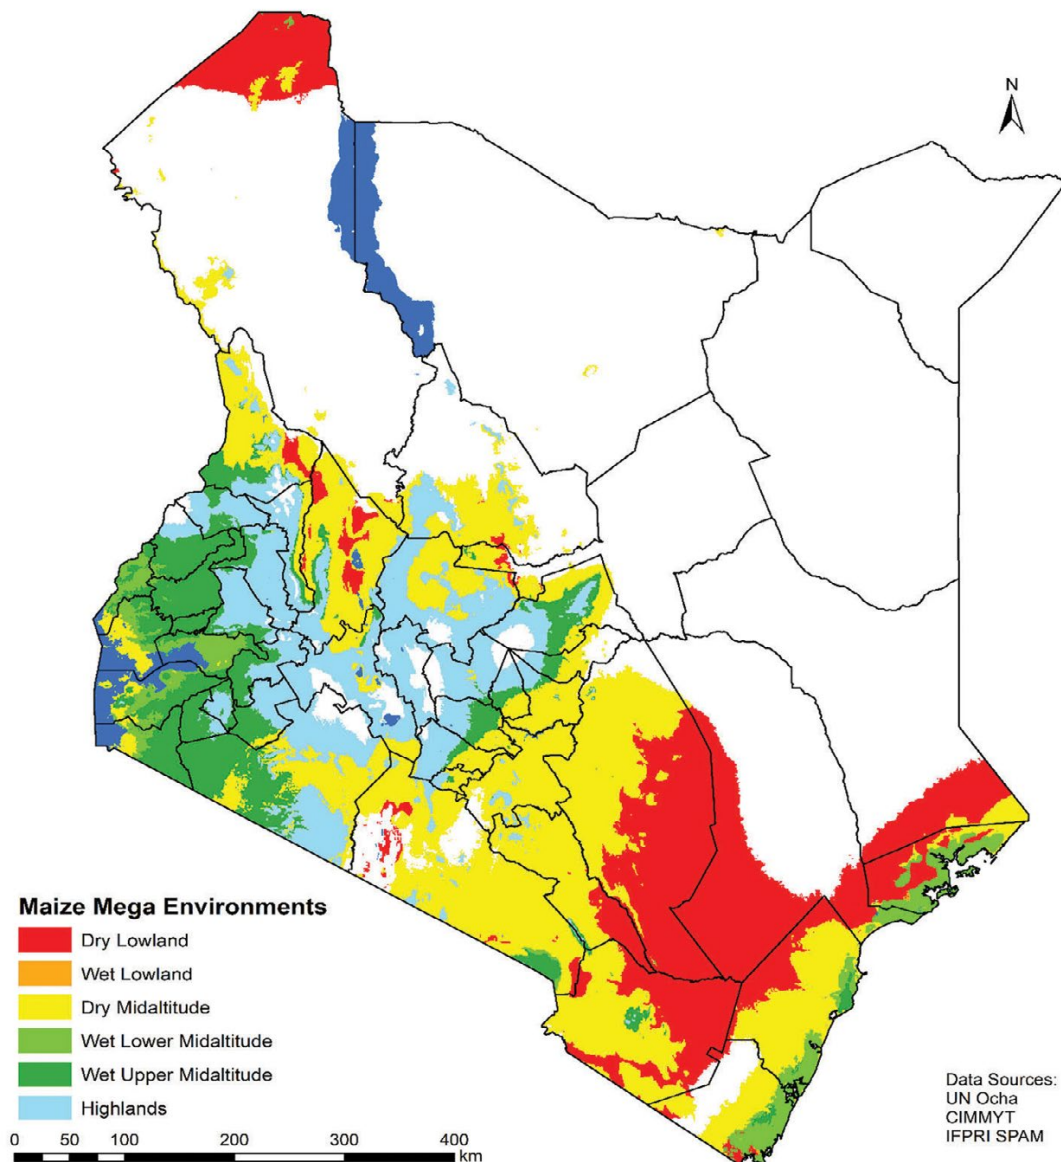 N
Maize Mega Environments
Dry Lowland
Wet Lowland
Dry Midaltitude
Wet Lower Midaltitude
Wet Upper Midaltitude
Highlands
0 50 100 200 300 400
km
Data Sources:
UN Ocha
CIMMYT
IFPRI SPAM